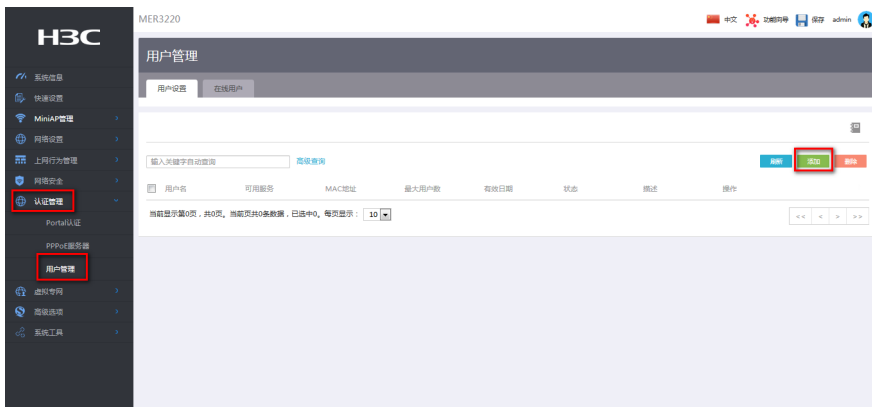 MER3220
中文 功能向导 保存 admin
H3C
用户管理
用户设置 在线用户
系统信息
快速设置
MiniAP管理
网络设置
上网行为管理
网络安全
认证管理
Portal认证
PPPoE服务器
用户管理
虚拟专网
高级选项
系统工具
输入关键字自动查询 高级查询 刷新 添加 删除
用户名 可用服务 MAC地址 最大用户数 有效日期 状态 描述 操作
当前显示第0页，共0页。当前页共0条数据，已选中0。每页显示： 10
<< < > >>